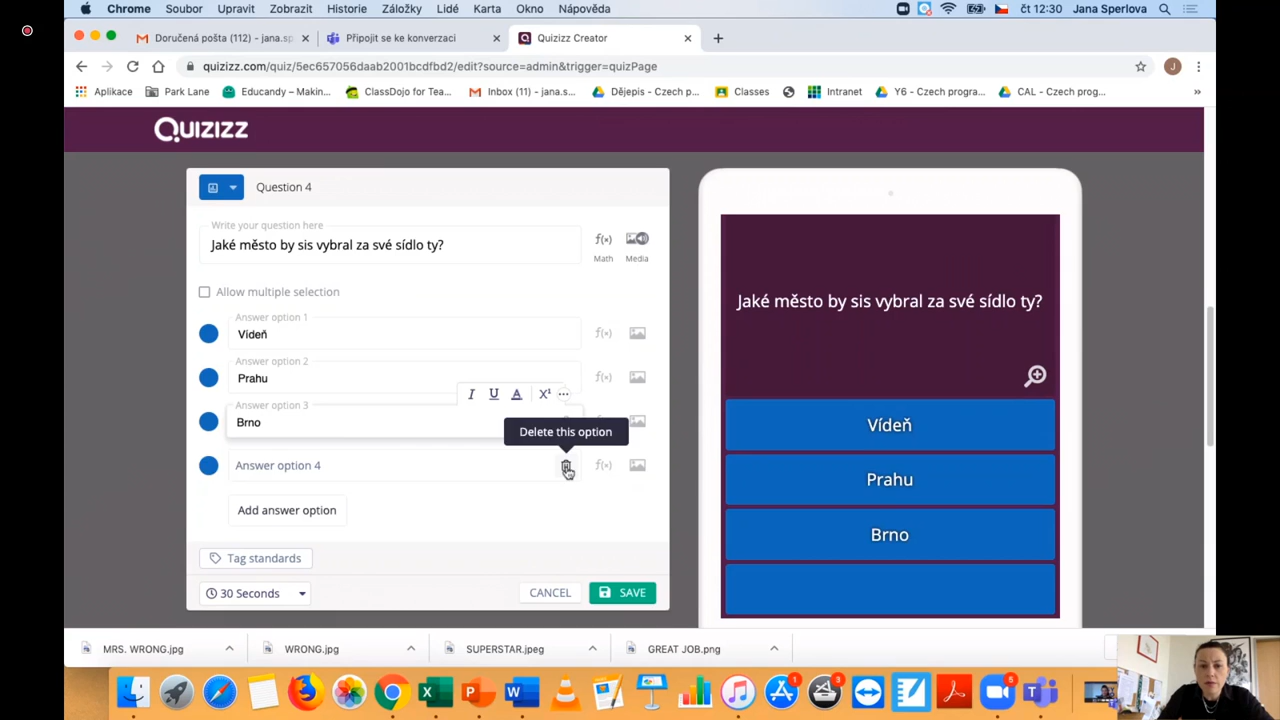 Chrome Soubor Upravit Zobrazit Historie Záložky Lidé Karta Okno Nápověda čt 12:30 Jana Sperlova
Doručená pošta (112) - jana.sp
Připojit se ke konverzaci
Quizizz Creator
quizizz.com/quiz/5ec657056daab2001bcdfbd2/edit?source=admin&trigger=quizPage
J
Aplikace Park Lane Educandy – Makin... ClassDojo for Tea... Inbox (11) - jana.s... Dějepis - Czech p... Classes Intranet Y6 - Czech progra... CAL - Czech prog... »
Quizizz
Question 4
Write your question here
Jaké město by sis vybral za své sídlo ty?
f(×)
Math
Media
Allow multiple selection
Answer option 1
Vídeň
f(×)
Answer option 2
Prahu
f(×)
I U A X¹ ...
Answer option 3
Brno
Delete this option
Answer option 4
f(×)
Add answer option
Tag standards
30 Seconds
CANCEL
SAVE
Jaké město by sis vybral za své sídlo ty?
Vídeň
Prahu
Brno
MRS. WRONG.jpg
WRONG.jpg
SUPERSTAR.jpeg
GREAT JOB.png
X P W 1 3 5 T